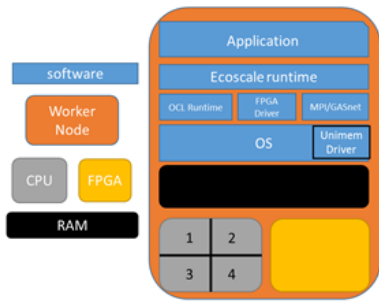 software
Worker
Node
CPU
FPGA
RAM
Application
Ecoscale runtime
OCL Runtime
FPGA
Driver
MPI/GASnet
OS
Unimem
Driver
1
2
3
4